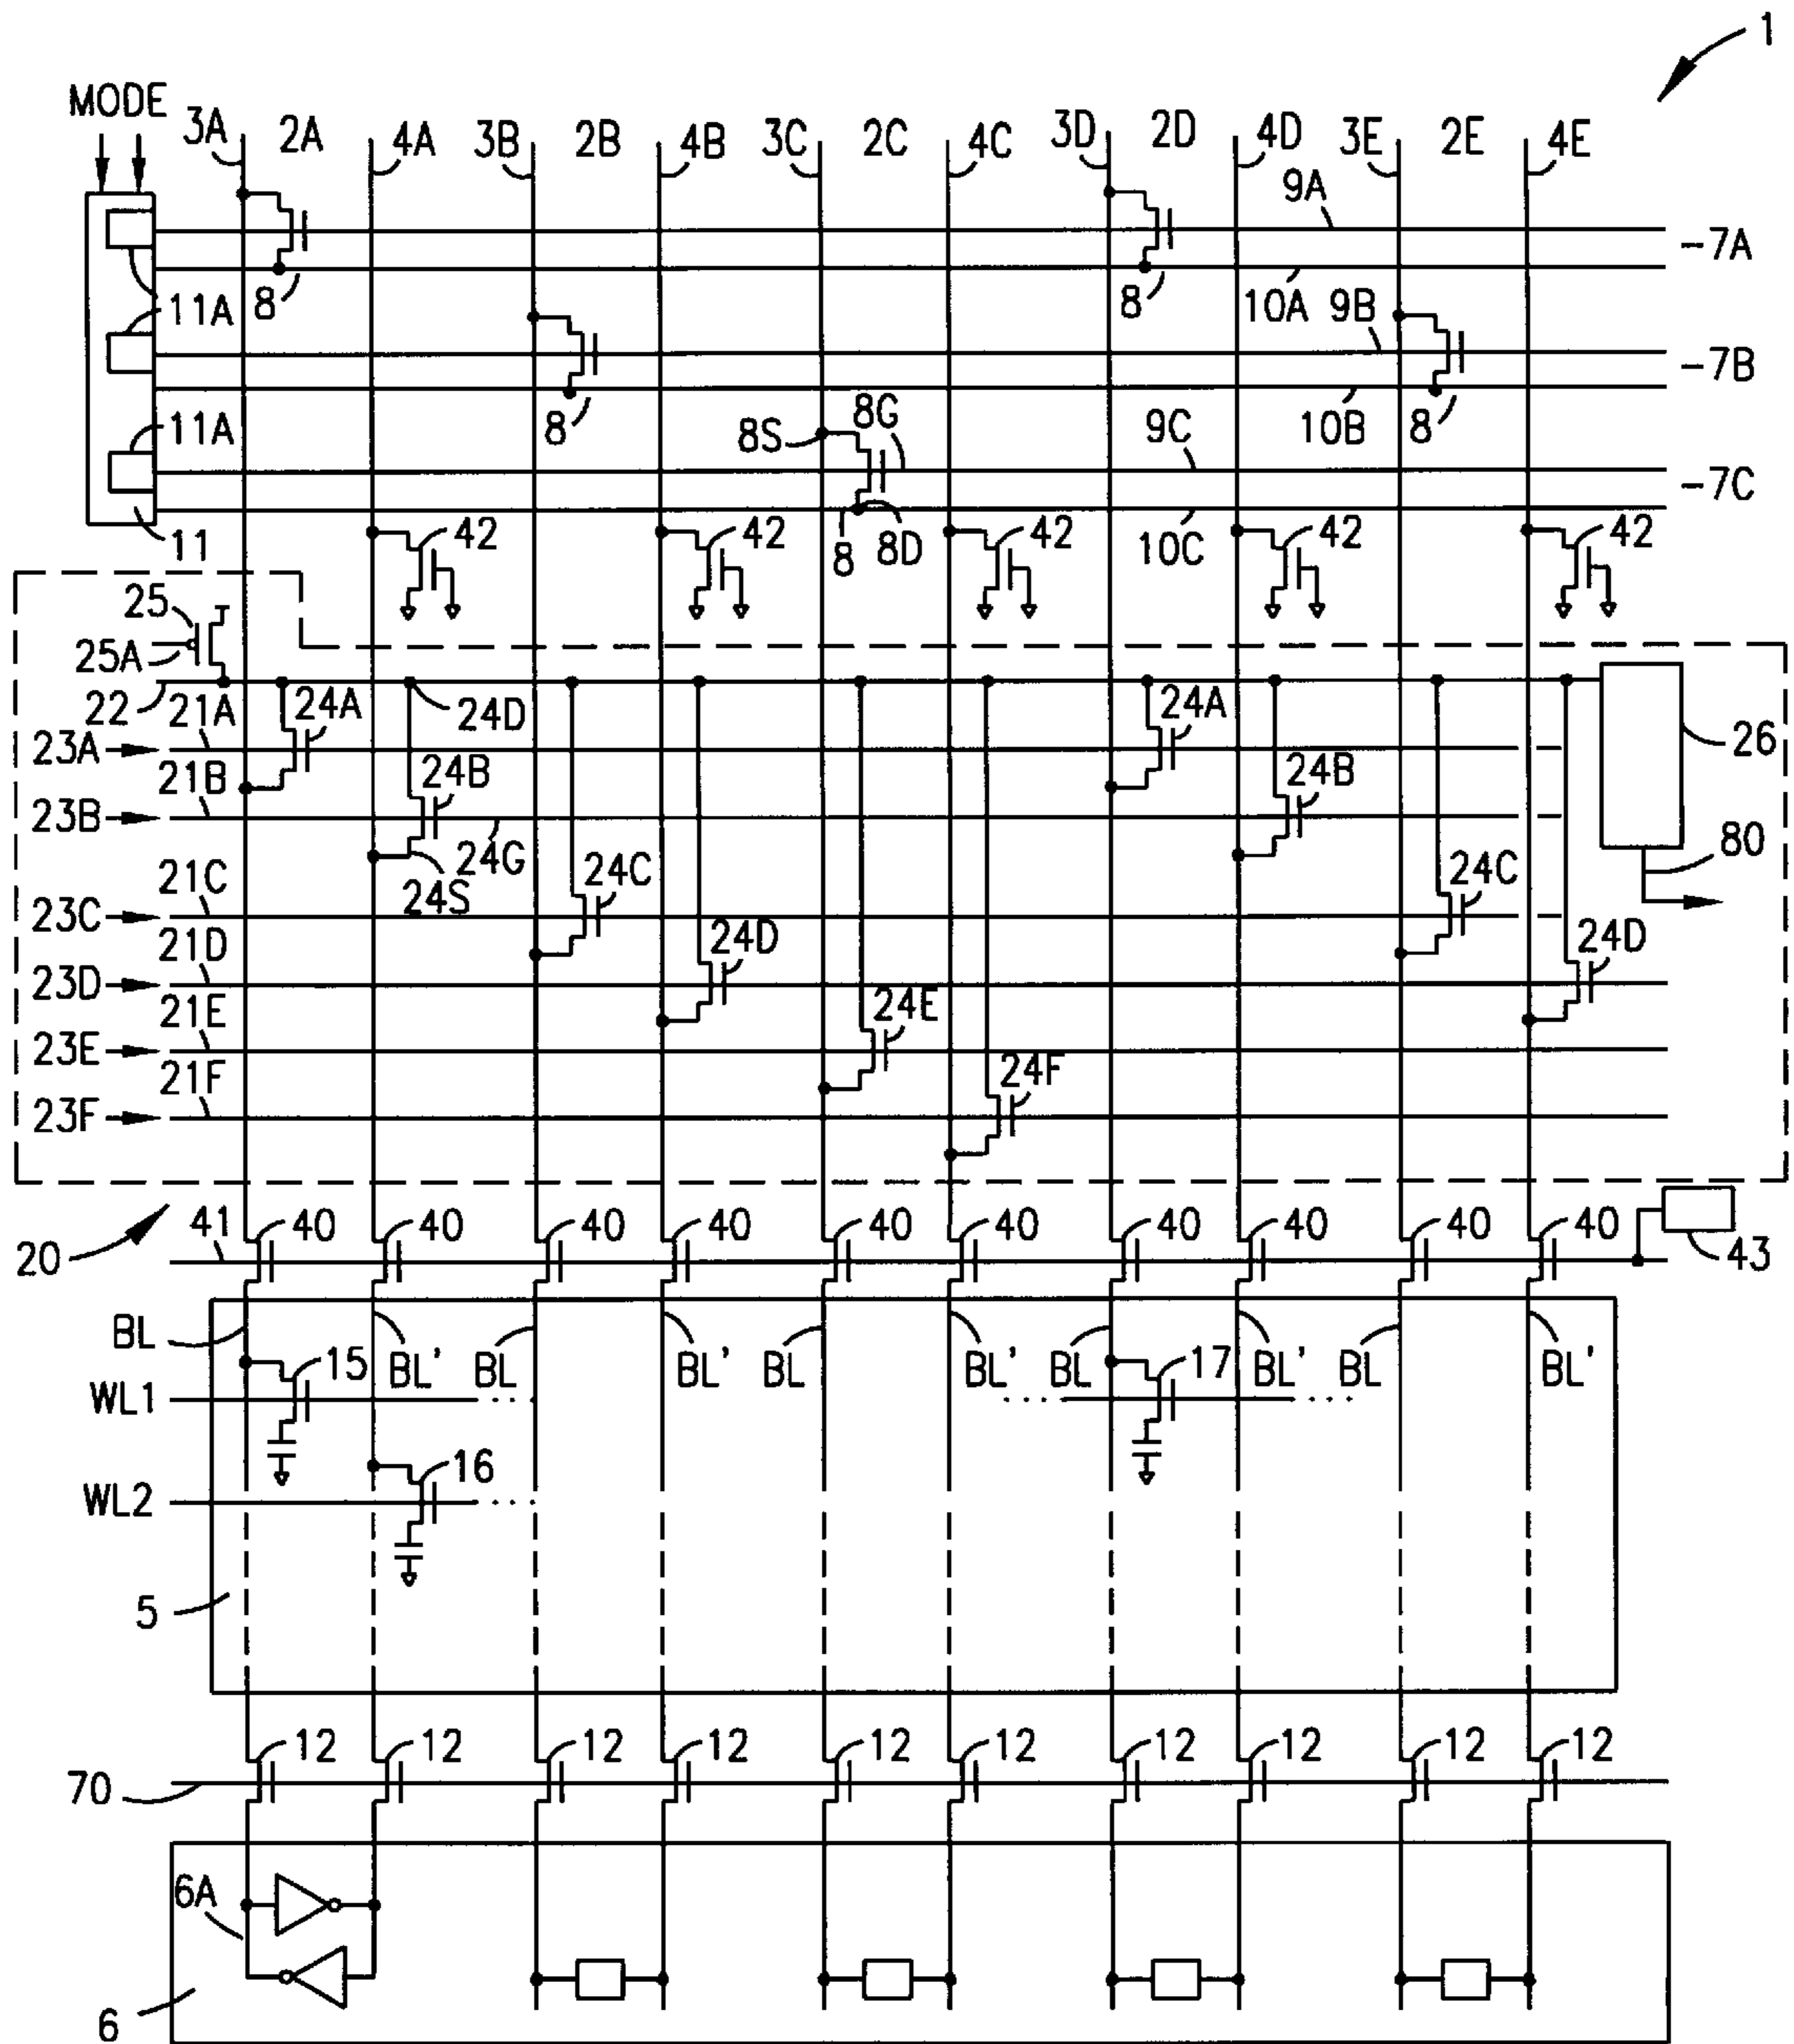 1
MODE
3A 2A 4A 3B 2B 4B 3C 2C 4C 3D 2D 4D 3E 2E 4E
9A
-7A
11A 8 8 10A 9B
-7B
11A 8 8S 8G 9C 10B 8
-7C
11 42 42 8 8D 42 10C 42 42
25
25A
22 21A 24A 24D 24A
23A 26
21B 24B 24B
23B 24G 80
21C 24S 24C 24C
23C
21D 24D 24D
23D
21E 24E
23E
21F 24F
23F
20 41 40 40 40 40 40 40 40 40 40 40 43
BL BL' BL BL' BL BL' BL BL' BL BL'
15 17
WL1
16
WL2
5
12 12 12 12 12 12 12 12 12 12
70
6A
6